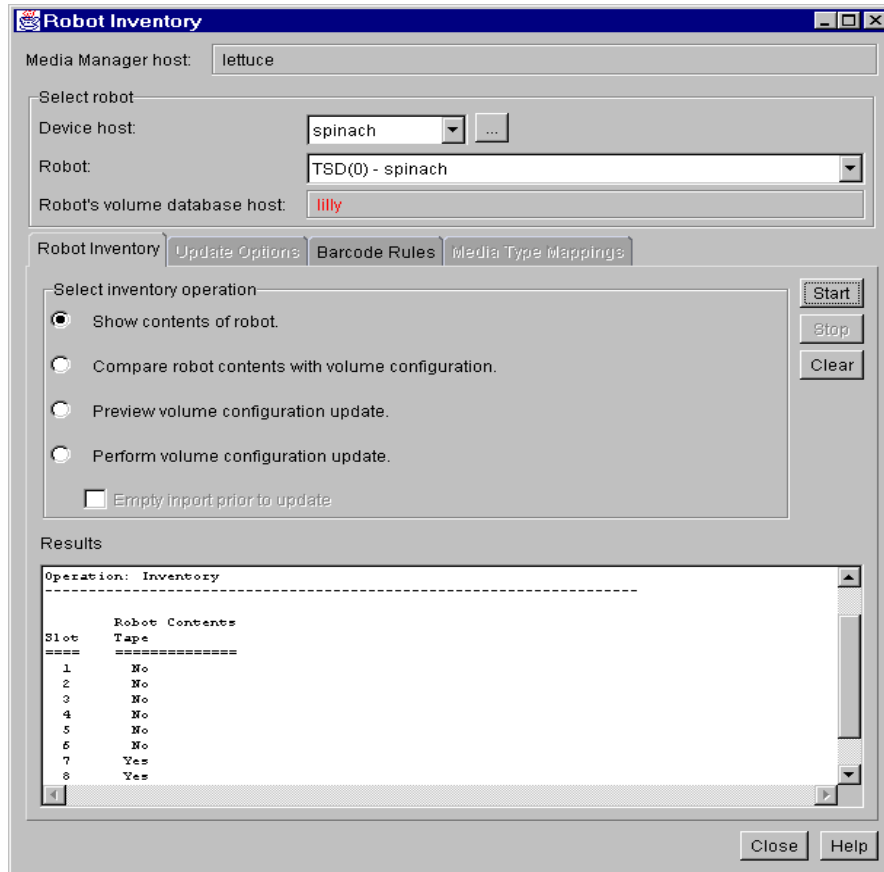 Robot Inventory
Media Manager host: lettuce
Select robot
Device host: spinach ...
Robot: TSD(0) - spinach
Robot's volume database host: lilly
Robot Inventory Update Options Barcode Rules Media Type Mappings
Select inventory operation
Start
Show contents of robot.
Stop
Compare robot contents with volume configuration.
Clear
Preview volume configuration update.
Perform volume configuration update.
Empty inport prior to update
Results
Operation: Inventory
--------------------------------------------------------------------
Robot Contents
Slot Tape
==== ==============
1 No
2 No
3 No
4 No
5 No
6 No
7 Yes
8 Yes
Close Help